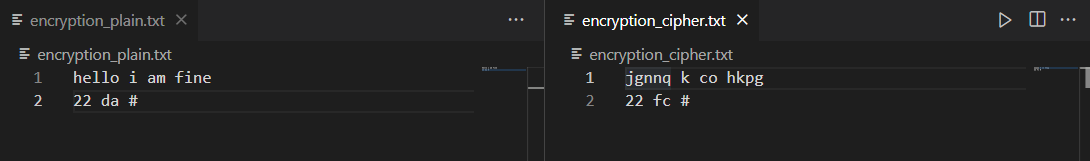 encryption_plain.txt
encryption_plain.txt
1 hello i am fine
2 22 da #
encryption_cipher.txt
encryption_cipher.txt
1 jgnnq k co hkpg
2 22 fc #